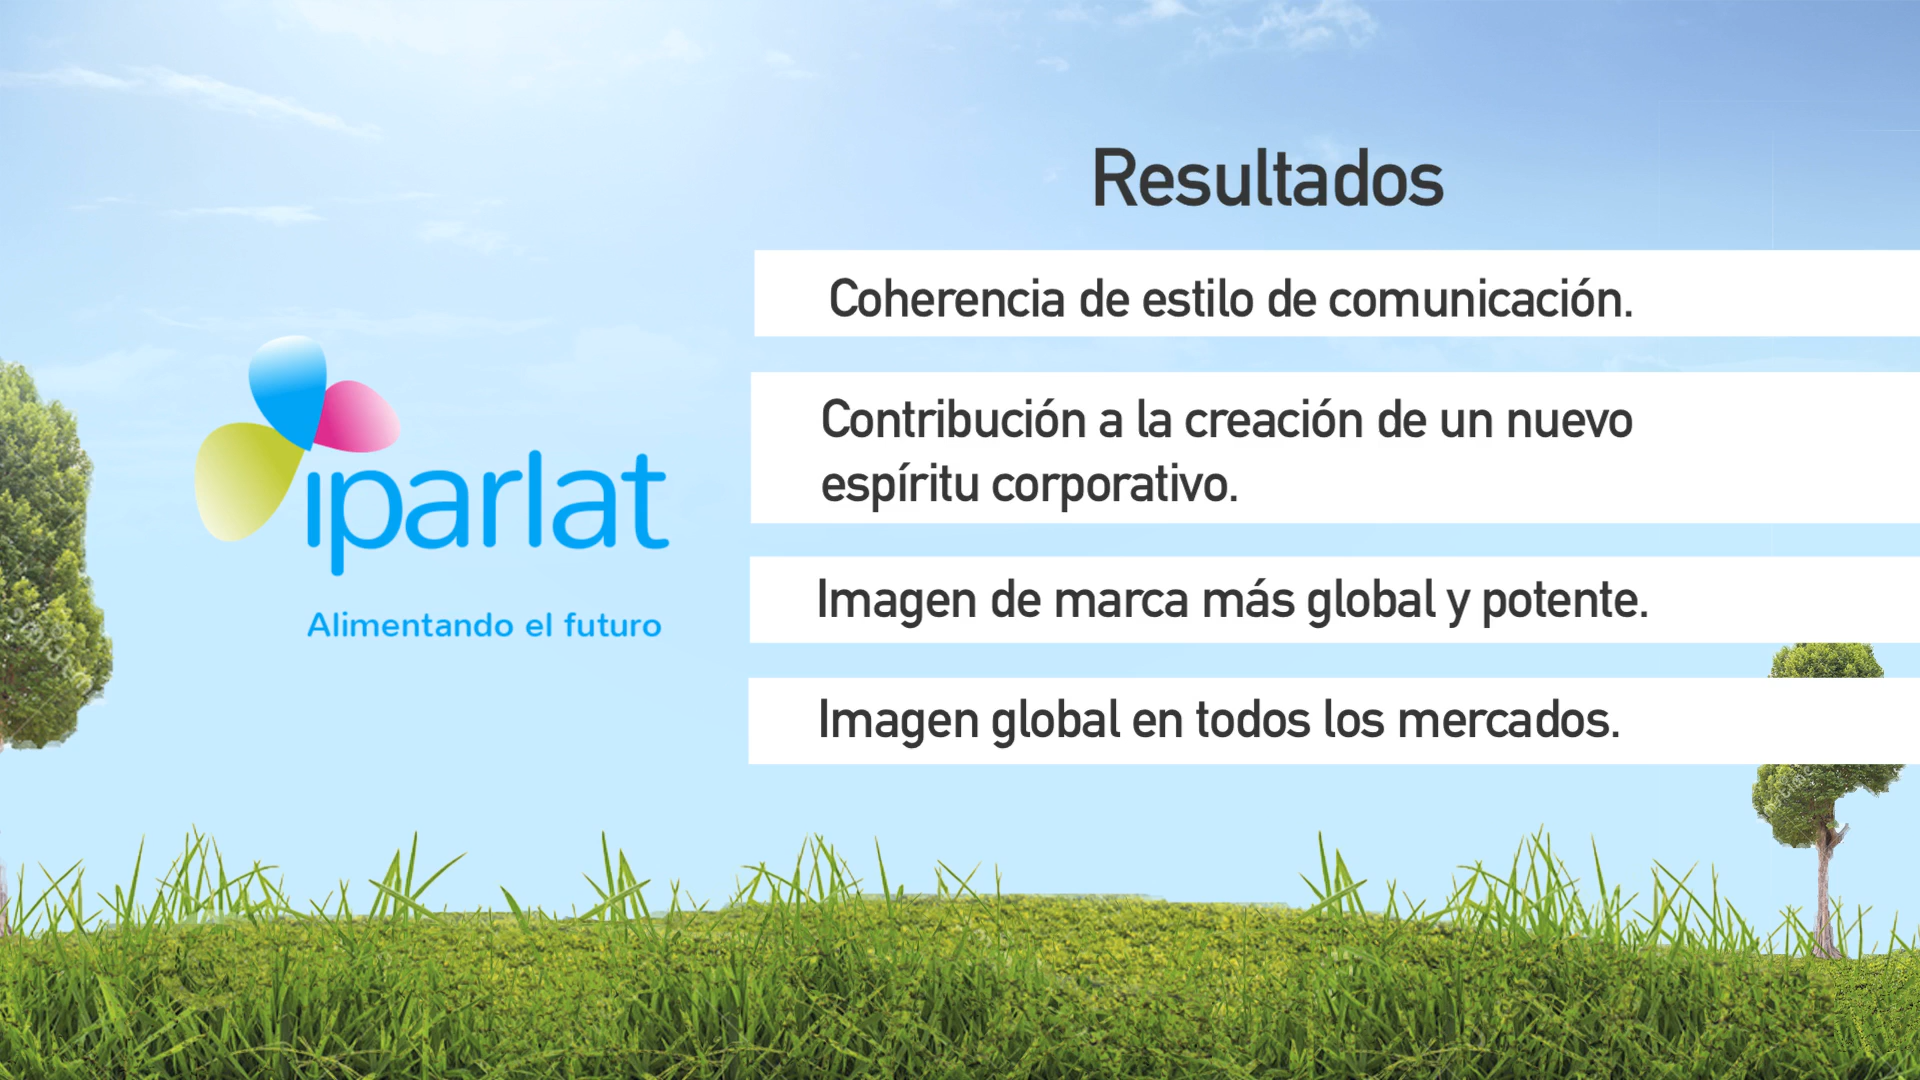 Resultados
Coherencia de estilo de comunicación.
Contribución a la creación de un nuevo
espíritu corporativo.
Imagen de marca más global y potente.
Imagen global en todos los mercados.
iparlat
Alimentando el futuro